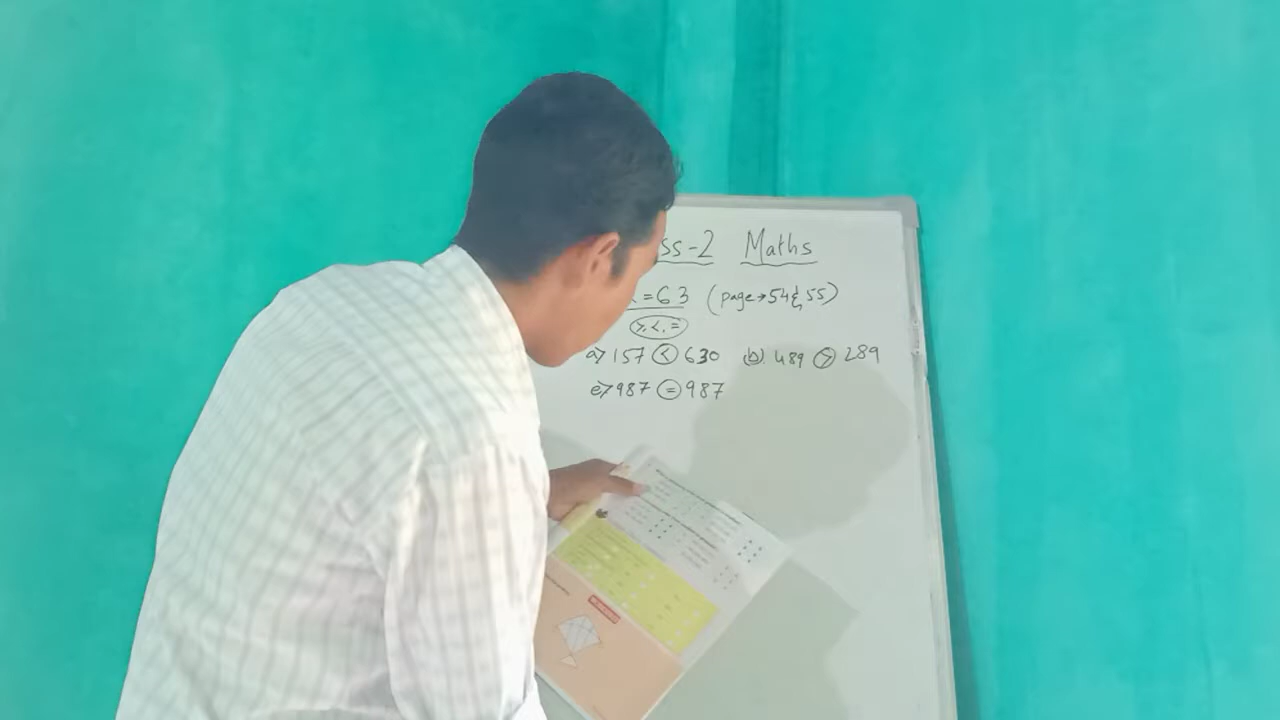 ss-2 Maths
=63 (page→54&55)
>,<,=
a> 157 < 630 (b). 489 > 289
e> 987 = 987